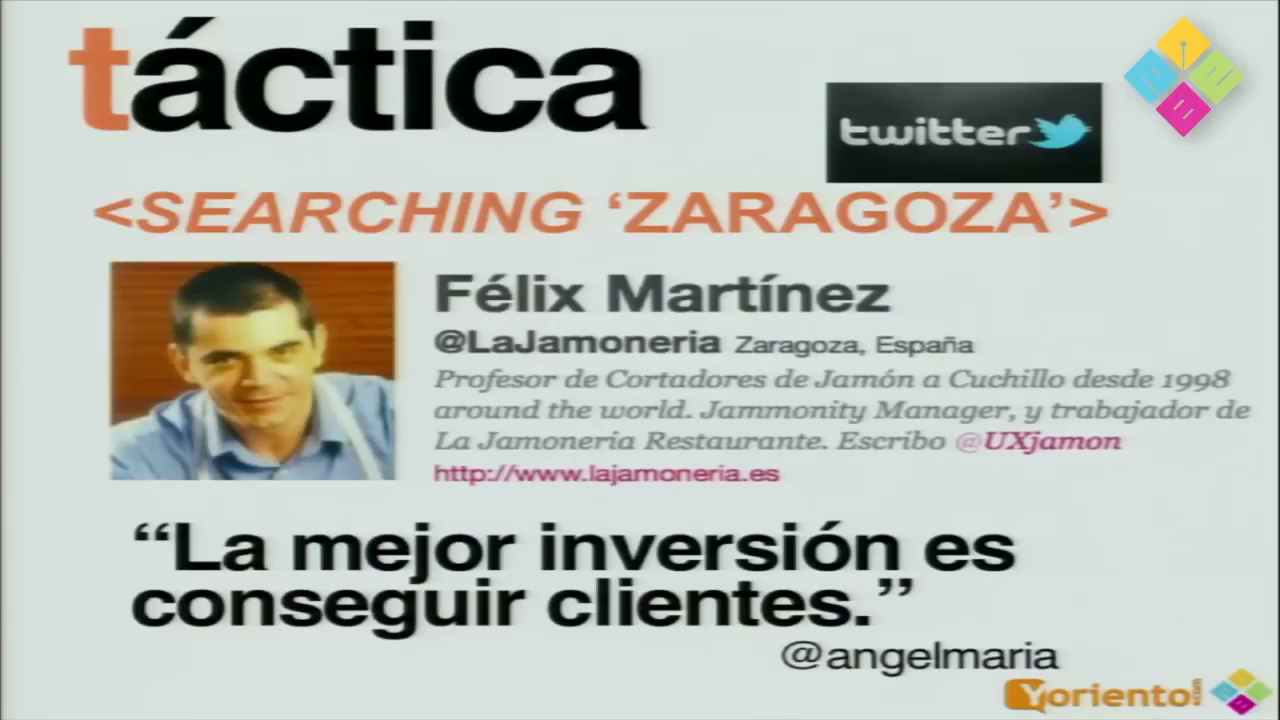 táctica
twitter
<SEARCHING ‘ZARAGOZA’>
Félix Martínez
@LaJamoneria Zaragoza, España
Profesor de Cortadores de Jamón a Cuchillo desde 1998
around the world. Jammonity Manager, y trabajador de
La Jamoneria Restaurante. Escribo @UXjamon
http://www.lajamoneria.es
“La mejor inversión es
conseguir clientes.”
@angelmaria
Yoriento.com